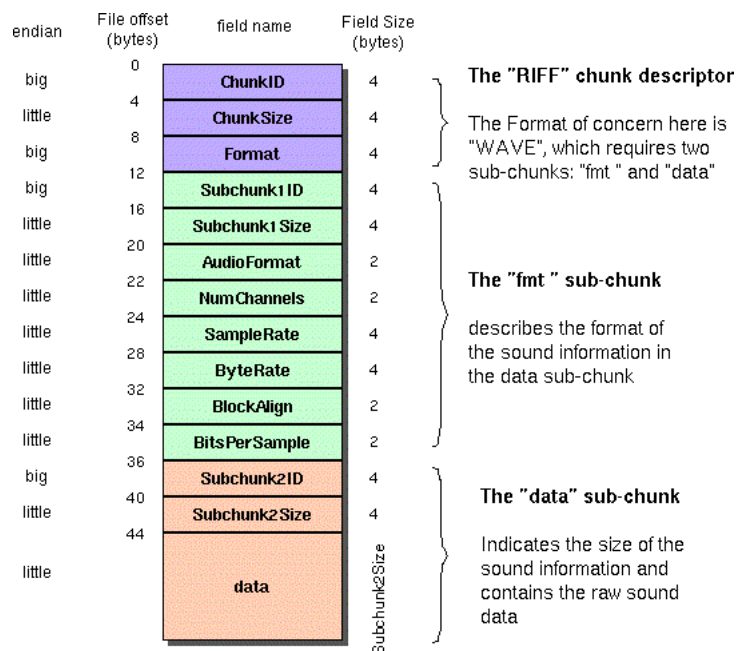 endian File offset (bytes) field name Field Size (bytes)
0
big ChunkID 4
4
little ChunkSize 4
8
big Format 4
12
big Subchunk1ID 4
16
little Subchunk1Size 4
20
little AudioFormat 2
22
little NumChannels 2
24
little SampleRate 4
28
little ByteRate 4
32
little BlockAlign 2
34
little BitsPerSample 2
36
big Subchunk2ID 4
40
little Subchunk2Size 4
44
little data Subchunk2Size
The "RIFF" chunk descriptor
The Format of concern here is
"WAVE", which requires two
sub-chunks: "fmt " and "data"
The "fmt " sub-chunk
describes the format of
the sound information in
the data sub-chunk
The "data" sub-chunk
Indicates the size of the
sound information and
contains the raw sound
data